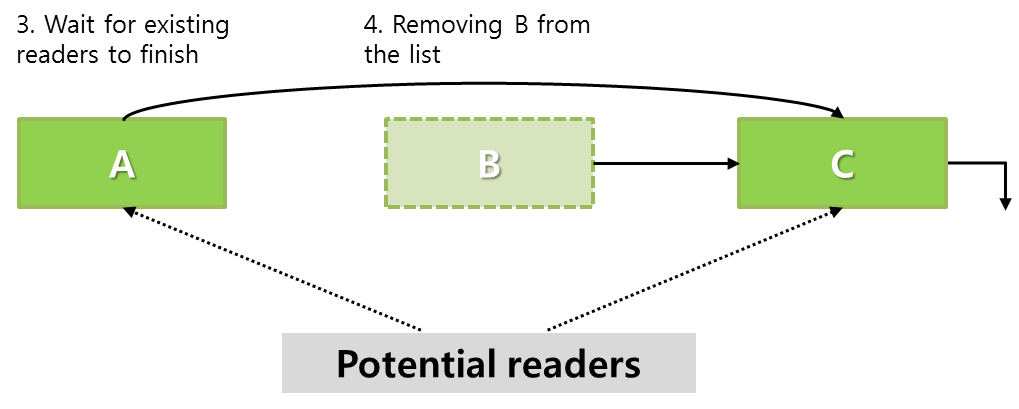 3. Wait for existing
readers to finish
4. Removing B from
the list
A
B
C
Potential readers